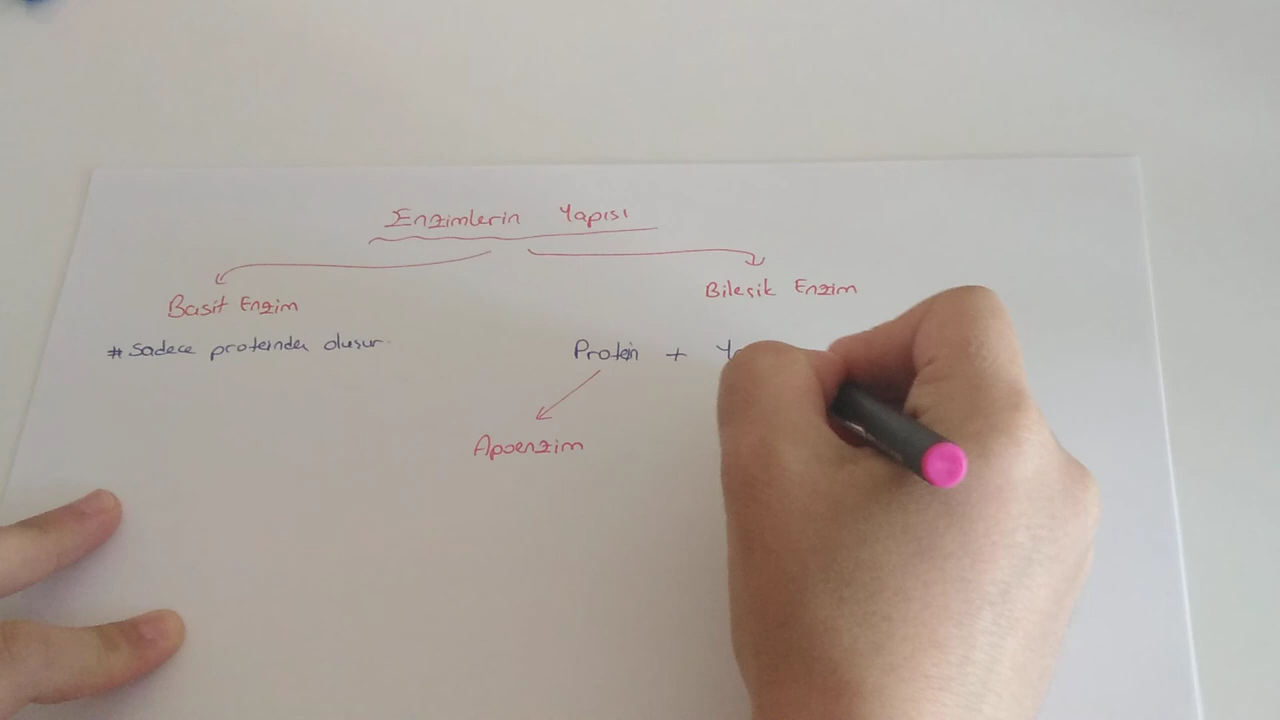 Enzimlerin Yapısı
Basit Enzim
Bileşik Enzim
# Sadece proteinden oluşur.
Protein +
Apoenzim